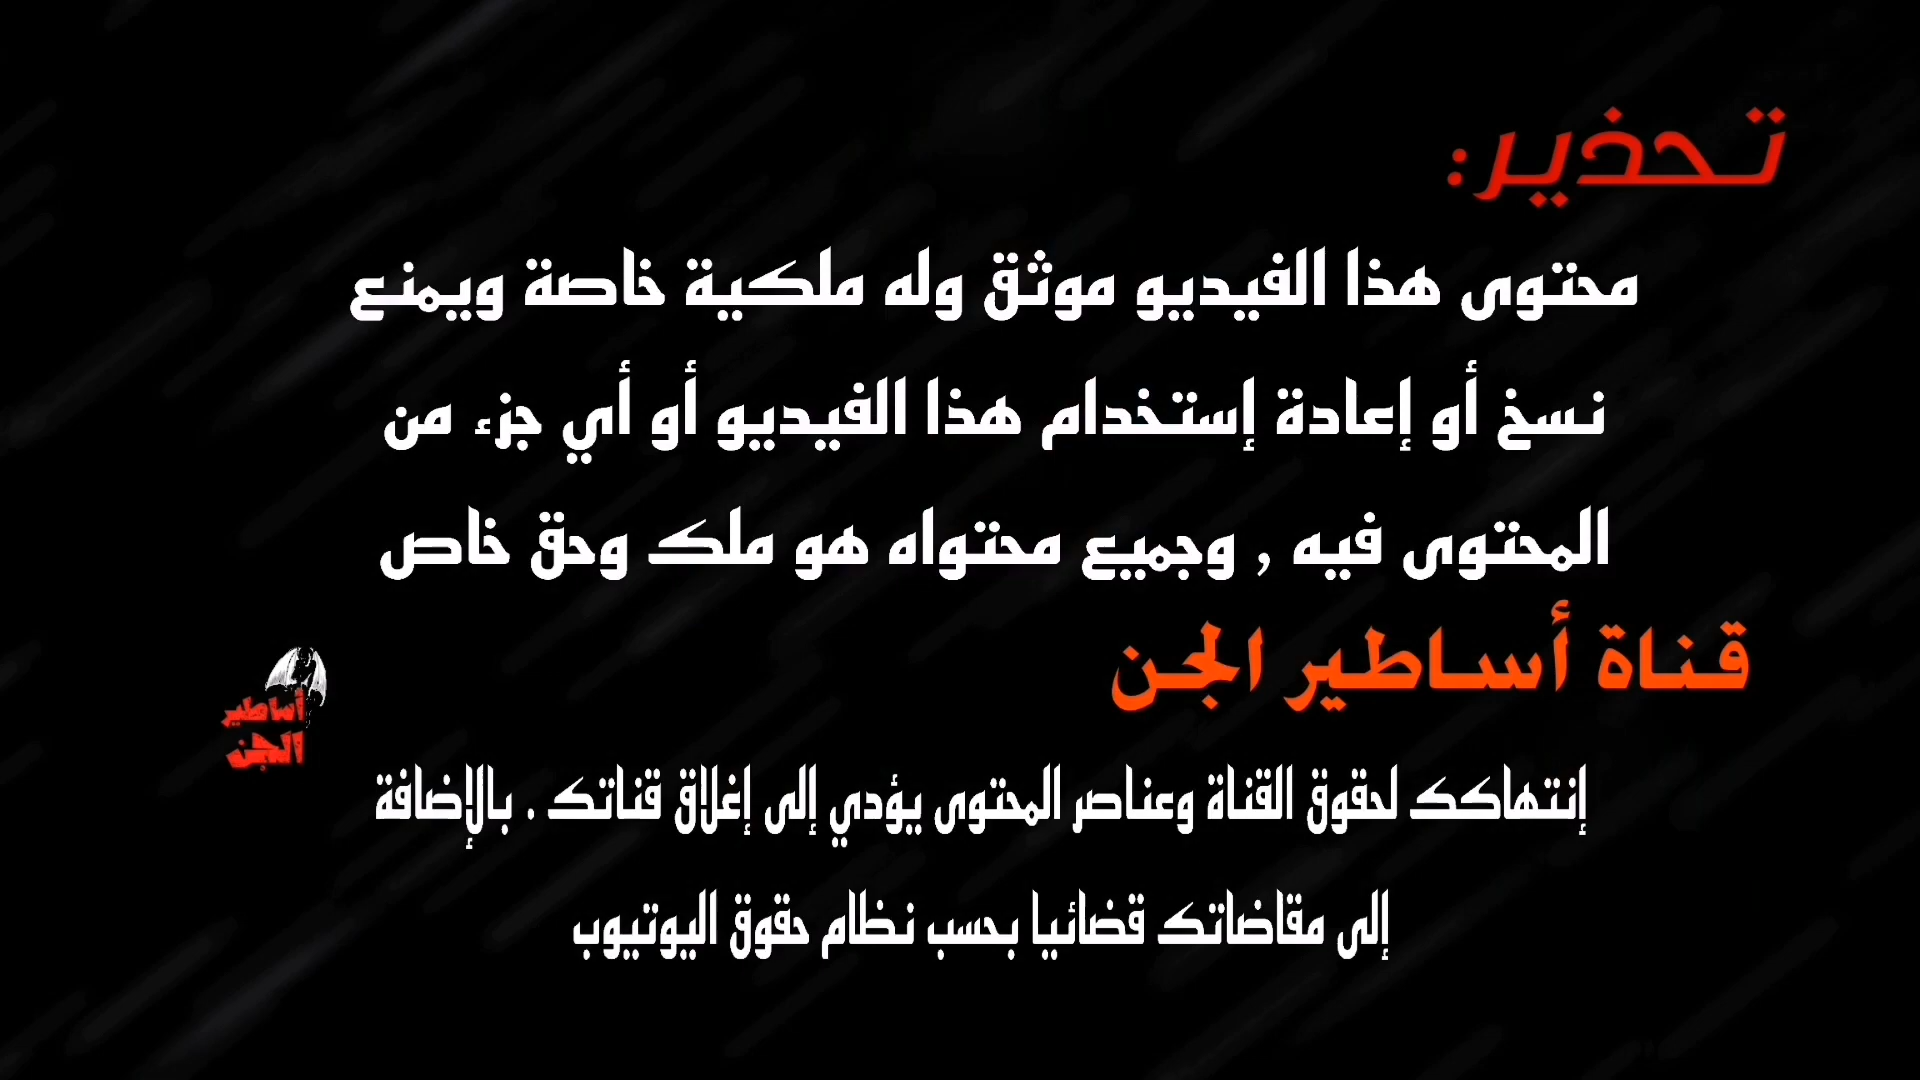 تحذير:
محتوى هذا الفيديو موثق وله ملكية خاصة ويمنع
نسخ أو إعادة إستخدام هذا الفيديو أو أي جزء من
المحتوى فيه , وجميع محتواه هو ملك وحق خاص
قناة أساطير الجن
أساطير
الجن
إنتهاكك لحقوق القناة وعناصر المحتوى يؤدي إلى إغلاق قناتك . بالإضافة
إلى مقاضاتك قضائيا بحسب نظام حقوق اليوتيوب